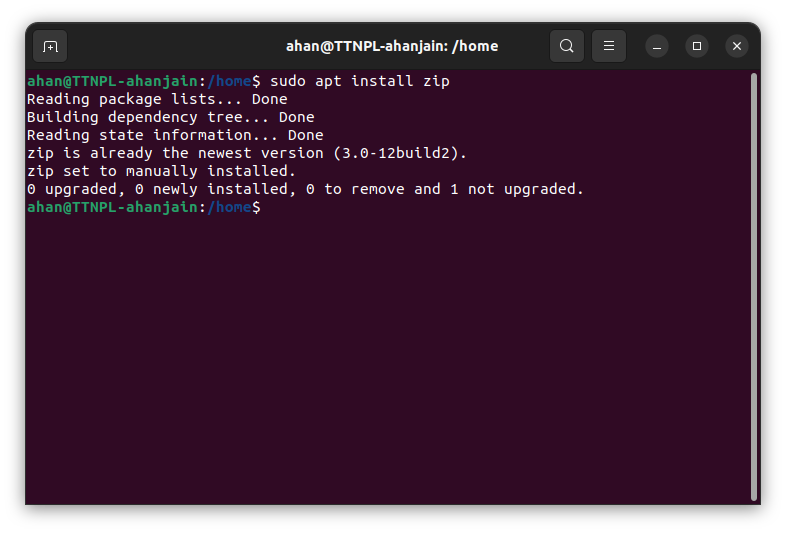 ahan@TTNPL-ahanjain: /home
ahan@TTNPL-ahanjain:/home$ sudo apt install zip
Reading package lists... Done
Building dependency tree... Done
Reading state information... Done
zip is already the newest version (3.0-12build2).
zip set to manually installed.
0 upgraded, 0 newly installed, 0 to remove and 1 not upgraded.
ahan@TTNPL-ahanjain:/home$